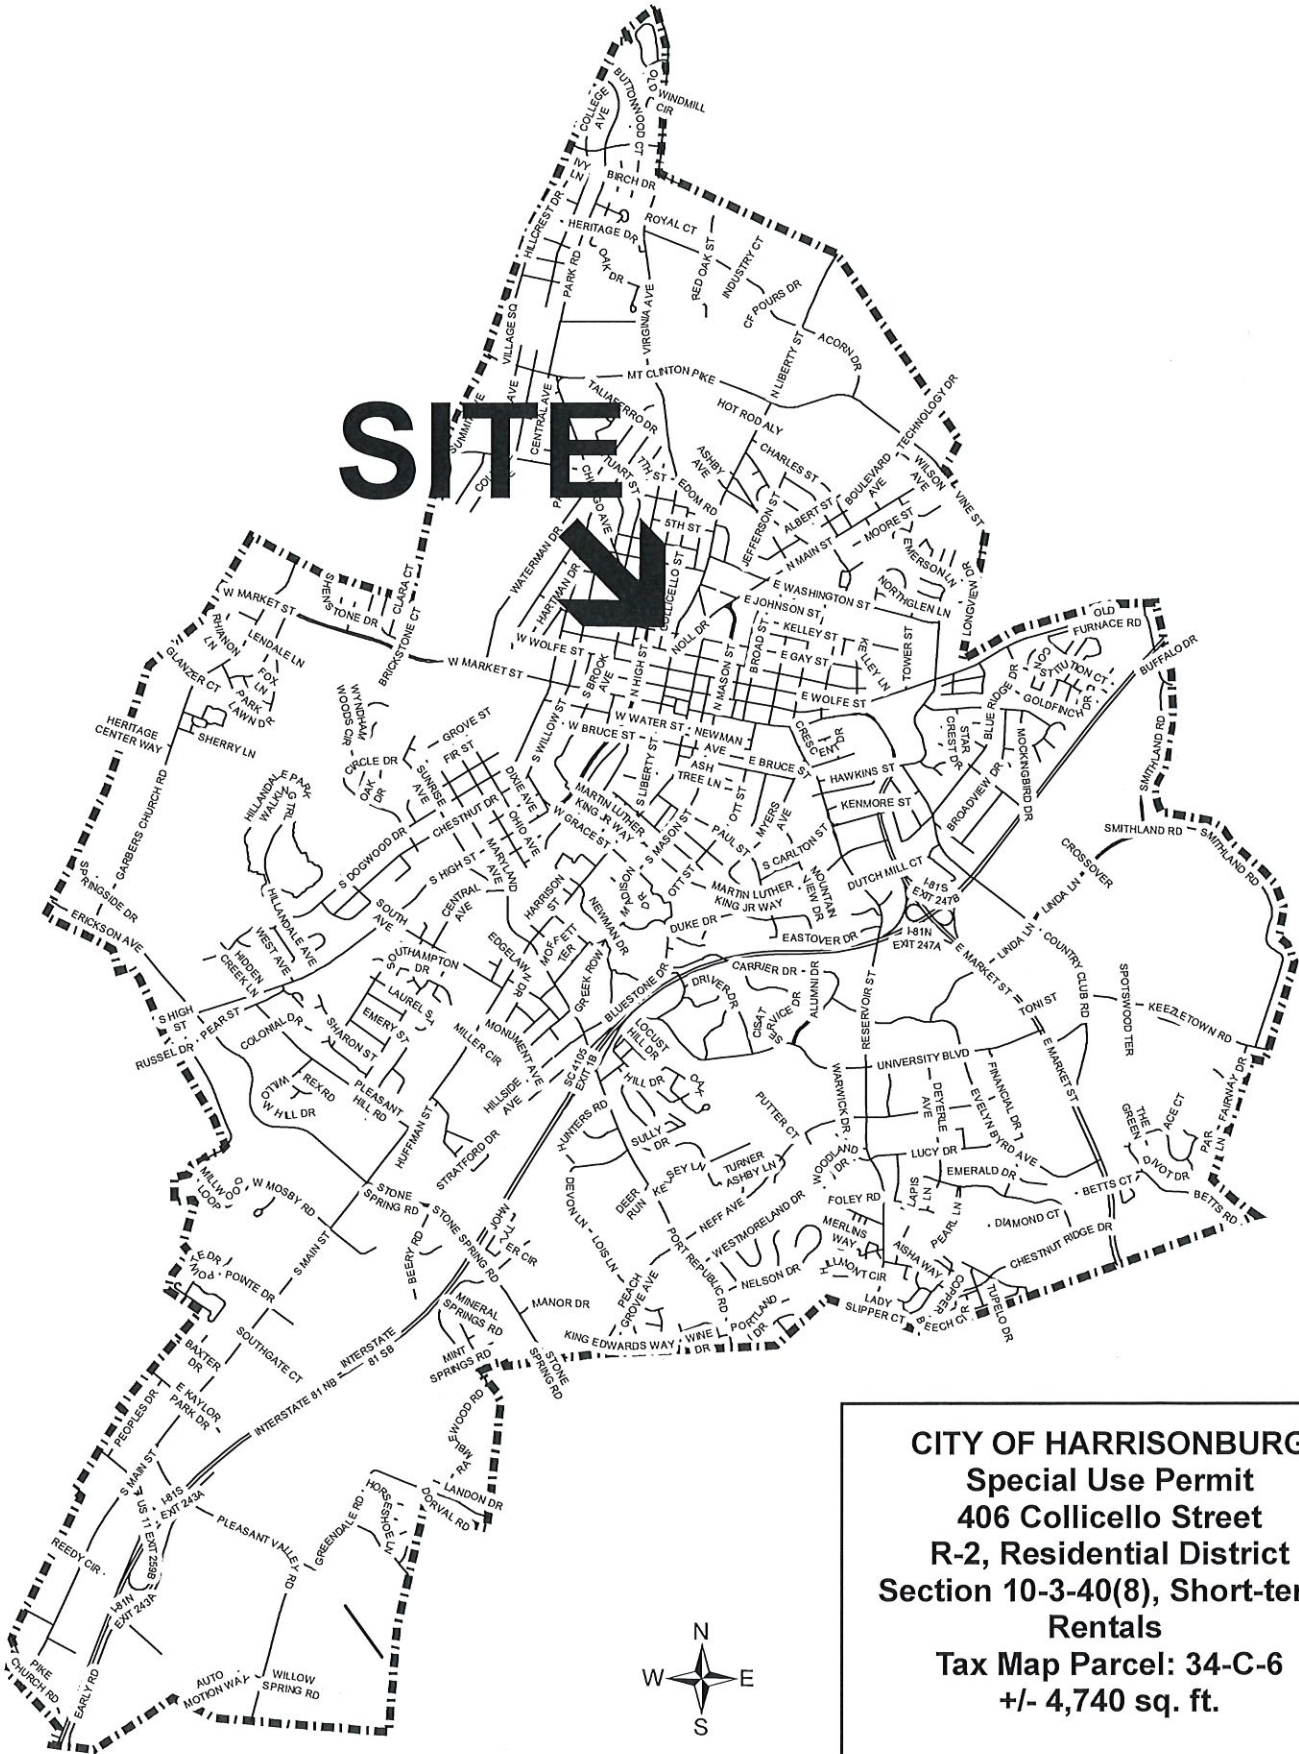 OLD
WINDMILL
CIR
BUTTONWOOD CT
COLLEGE
AVE
IVY
LN
BIRCH DR
HILLCREST DR
HERITAGE DR
ROYAL CT
OAK DR
PARK RD
RED OAK ST
INDUSTRY CT
CF POURS DR
VIRGINIA AVE
VILLAGE SQ
N LIBERTY ST
ACORN DR
MT CLINTON PIKE
CENTRAL AVE
TALIAFERRO DR
HOT ROD ALY
TECHNOLOGY DR
SITE
7TH ST
ASHBY
AVE
CHARLES ST
EDOM RD
BOULEVARD
AVE
WILSON
AVE
VINE ST
5TH ST
JEFFERSON ST
ALBERT ST
MOORE ST
N MAIN ST
EMERSON LN
WATERMAN DR
HARTMAN DR
NORTHGLEN LN
LONGVIEW DR
E WASHINGTON ST
E JOHNSON ST
SHENSTONE DR
CLARA CT
BRICKSTONE CT
W MARKET ST
RHIANON
LN
LENDALE LN
FOX
LN
PARK
LAWN DR
GLANZER CT
HERITAGE
CENTER WAY
SHERRY LN
GARBERS CHURCH RD
W WOLFE ST
W MARKET ST
NOLL DR
KELLEY ST
E GAY ST
KELLEY LN
TOWER ST
OLD
FURNACE RD
CONSTITUTION CT
BUFFALO DR
GOLDFINCH
DR
BLUE RIDGE DR
MOCKINGBIRD DR
SMITHLAND RD
S BROOK
AVE
N HIGH ST
N MASON ST
BROAD ST
E WOLFE ST
WYNDHAM
WOODS CIR
GROVE ST
FIR ST
S WILLOW ST
W WATER ST
W BRUCE ST
NEWMAN
AVE
CRESCENT DR
STAR
CREST DR
CIRCLE DR
OAK
DR
SUNRISE
AVE
DIXIE AVE
S LIBERTY ST
ASH
TREE LN
E BRUCE ST
HAWKINS ST
KENMORE ST
BROADVIEW DR
HILLANDALE PARK
WALKING TRL
CHESTNUT DR
OHIO AVE
MARTIN LUTHER
KING JR WAY
W GRACE ST
S MASON ST
OTT ST
PAUL ST
MYERS
AVE
S CARLTON ST
SMITHLAND RD
SMITHLAND RD
CROSSOVER
S DOGWOOD DR
S HIGH ST
MARYLAND
AVE
HARRISON
ST
MADISON
DR
OTT ST
MARTIN LUTHER
KING JR WAY
MOUNTAIN
VIEW DR
DUTCH MILL CT
I-81S
EXIT 247B
I-81N
EXIT 247A
LINDA LN
LINDA LN
SPRINGSIDE DR
ERICKSON AVE
HILLANDALE AVE
WEST AVE
HIDDEN
CREEK LN
SOUTH
AVE
CENTRAL
AVE
SOUTHAMPTON
DR
EDGELAWN DR
MOFFETT
TER
NEWMAN DR
GREEK ROW
DUKE DR
EASTOVER DR
BLUESTONE DR
CARRIER DR
DRIVER DR
CISAT
SERVICE DR
ALUMNI DR
RESERVOIR ST
E MARKET ST
COUNTRY CLUB RD
TONI ST
SPOTSWOOD TER
KEEZLETOWN RD
S HIGH
ST
PEAR ST
RUSSEL DR
COLONIAL DR
LAUREL ST
EMERY ST
SHARON ST
MILLER CIR
MONUMENT AVE
SC4105
EXIT 1B
LOCUST
HILL DR
HILL DR
OAK
UNIVERSITY BLVD
E MARKET ST
FAIRWAY DR
WILLOW HILL DR
REX RD
PLEASANT
HILL RD
HUFFMAN ST
HILLSIDE
AVE
HUNTERS RD
SULLY
DR
PUTTER CT
WARWICK DR
DEYERLE
AVE
FINANCIAL DR
EVELYN BYRD AVE
THE
GREEN
ACE CT
PAR
LN
STRATFORD DR
TURNER
ASHBY LN
KELSEY LN
WOODLAND
DR
LUCY DR
EMERALD DR
DIVOT DR
BETTS CT
BETTS RD
MILLWOOD
LOOP
W MOSBY RD
STONE
SPRING RD
DEVON LN
DEER
RUN
NEFF AVE
FOLEY RD
LAPIS
LN
PEARL LN
DIAMOND CT
CHESTNUT RIDGE DR
S MAIN ST
BEERY RD
STONE SPRING RD
LOIS LN
PORT REPUBLIC RD
WESTMORELAND DR
MERLINS
WAY
AISHA WAY
NELSON DR
LADY
SLIPPER CT
COPPER
BEECH CIR
TUPELO DR
POINTE DR
MINERAL
SPRINGS RD
MANOR DR
PEACH
GROVE AVE
PORTLAND
DR
SOUTHGATE CT
INTERSTATE
81 SB
MINT
SPRINGS RD
STONE
SPRING RD
KING EDWARDS WAY
WINE
DR
BAXTER
DR
E KAYLOR
PARK DR
PEOPLES DR
INTERSTATE 81 NB
RAMBLEWOOD RD
S MAIN ST
I-81S
EXIT 243A
US 11 EXIT 259B
LANDON DR
DORVAL RD
HORSESHOE LN
GREENDALE RD
PLEASANT VALLEY
RD
REEDY CIR
I-81N
EXIT 243A
PIKE
CHURCH RD
EARLY RD
AUTO
MOTION WAY
WILLOW
SPRING RD
N
W E
S
CITY OF HARRISONBURG
Special Use Permit
406 Collicello Street
R-2, Residential District
Section 10-3-40(8), Short-ter
Rentals
Tax Map Parcel: 34-C-6
+/- 4,740 sq. ft.